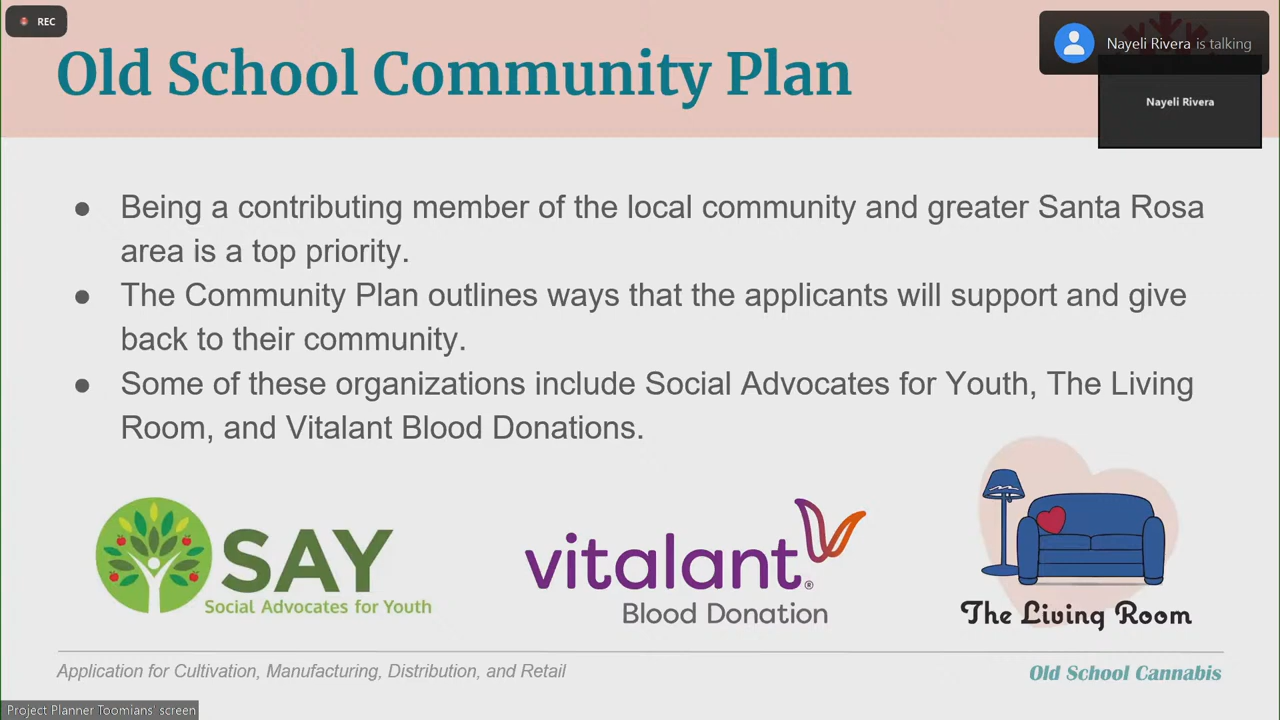 REC
Nayeli Rivera is talking
Nayeli Rivera
Old School Community Plan
● Being a contributing member of the local community and greater Santa Rosa
area is a top priority.
● The Community Plan outlines ways that the applicants will support and give
back to their community.
● Some of these organizations include Social Advocates for Youth, The Living
Room, and Vitalant Blood Donations.
SAY
Social Advocates for Youth
vitalant®
Blood Donation
The Living Room
Application for Cultivation, Manufacturing, Distribution, and Retail
Old School Cannabis
Project Planner Toomians' screen